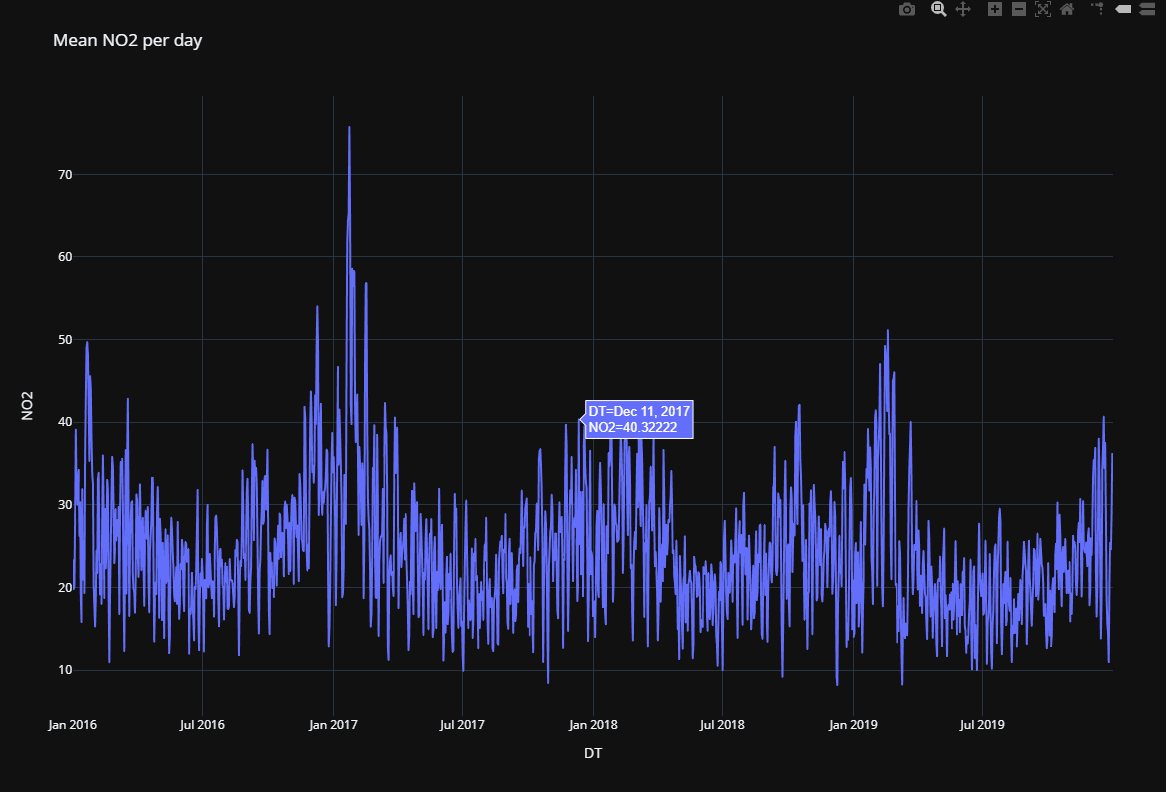 Mean NO2 per day
70
60
50
40
30
20
10
NO2
DT=Dec 11, 2017
NO2=40.32222
Jan 2016
Jul 2016
Jan 2017
Jul 2017
Jan 2018
Jul 2018
Jan 2019
Jul 2019
DT